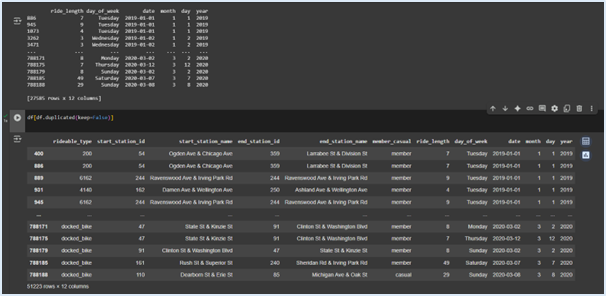 ride_length day_of_week date month day year
886 7 Tuesday 2019-01-01 1 1 2019
945 9 Tuesday 2019-01-01 1 1 2019
1073 4 Tuesday 2019-01-01 1 1 2019
3262 3 Wednesday 2019-01-02 1 2 2019
3471 3 Wednesday 2019-01-02 1 2 2019
... ... ... ... ... ... ...
788171 8 Monday 2020-03-02 3 2 2020
788175 7 Thursday 2020-03-12 3 12 2020
788179 8 Sunday 2020-03-02 3 2 2020
788185 49 Saturday 2020-03-07 3 7 2020
788188 29 Sunday 2020-03-08 3 8 2020
[27585 rows x 12 columns]
df[df.duplicated(keep=False)]
rideable_type start_station_id start_station_name end_station_id end_station_name member_casual ride_length day_of_week date month day year
400 208 54 Ogden Ave & Chicago Ave 359 Larrabee St & Division St member 7 Tuesday 2019-01-01 1 1 2019
886 208 54 Ogden Ave & Chicago Ave 359 Larrabee St & Division St member 7 Tuesday 2019-01-01 1 1 2019
889 6162 244 Ravenswood Ave & Irving Park Rd 244 Ravenswood Ave & Irving Park Rd member 9 Tuesday 2019-01-01 1 1 2019
931 4140 162 Damen Ave & Wellington Ave 250 Ashland Ave & Wellington Ave member 4 Tuesday 2019-01-01 1 1 2019
945 6162 244 Ravenswood Ave & Irving Park Rd 244 Ravenswood Ave & Irving Park Rd member 9 Tuesday 2019-01-01 1 1 2019
... ... ... ... ... ... ... ... ... ... ... ... ...
788171 docked_bike 47 State St & Kinzie St 91 Clinton St & Washington Blvd member 8 Monday 2020-03-02 3 2 2020
788175 docked_bike 47 State St & Kinzie St 91 Clinton St & Washington Blvd member 7 Thursday 2020-03-12 3 12 2020
788179 docked_bike 91 Clinton St & Washington Blvd 47 State St & Kinzie St member 8 Sunday 2020-03-02 3 2 2020
788185 docked_bike 161 Rush St & Superior St 240 Sheridan Rd & Irving Park Rd member 49 Saturday 2020-03-07 3 7 2020
788188 docked_bike 110 Dearborn St & Erie St 85 Michigan Ave & Oak St casual 29 Sunday 2020-03-08 3 8 2020
51223 rows × 12 columns